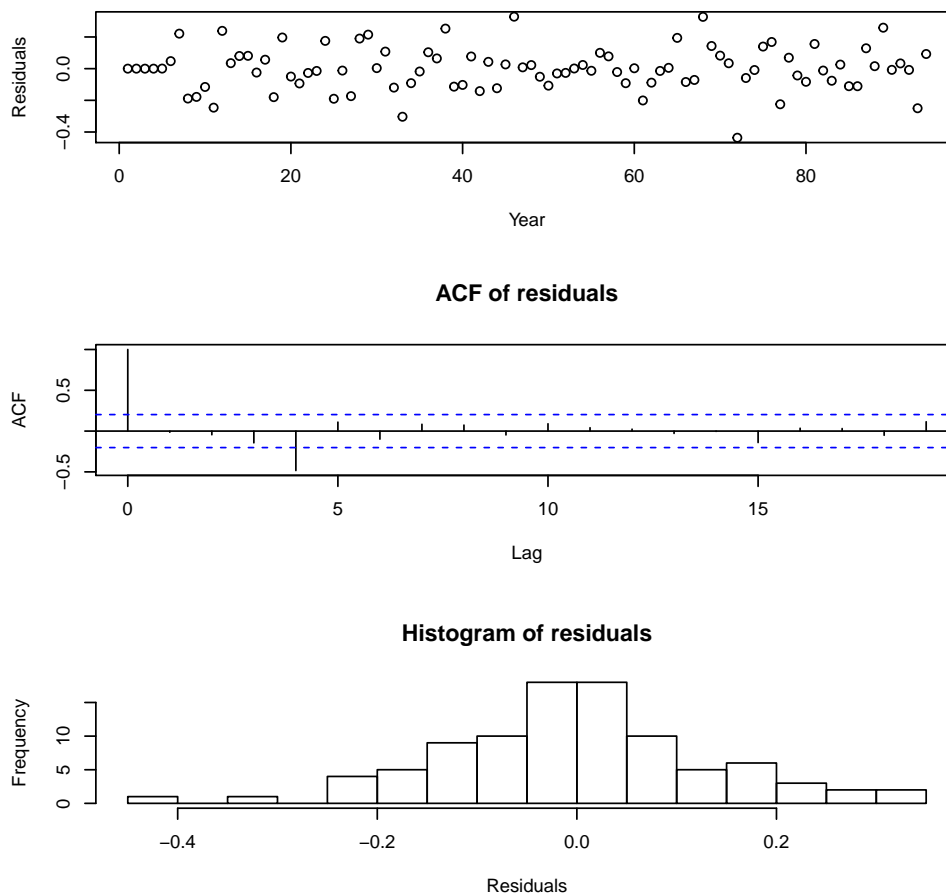 Residuals
0.0
−0.4
0 20 40 60 80
Year
ACF of residuals
ACF
0.5
−0.5
0 5 10 15
Lag
Histogram of residuals
Frequency
10
5
0
−0.4 −0.2 0.0 0.2
Residuals